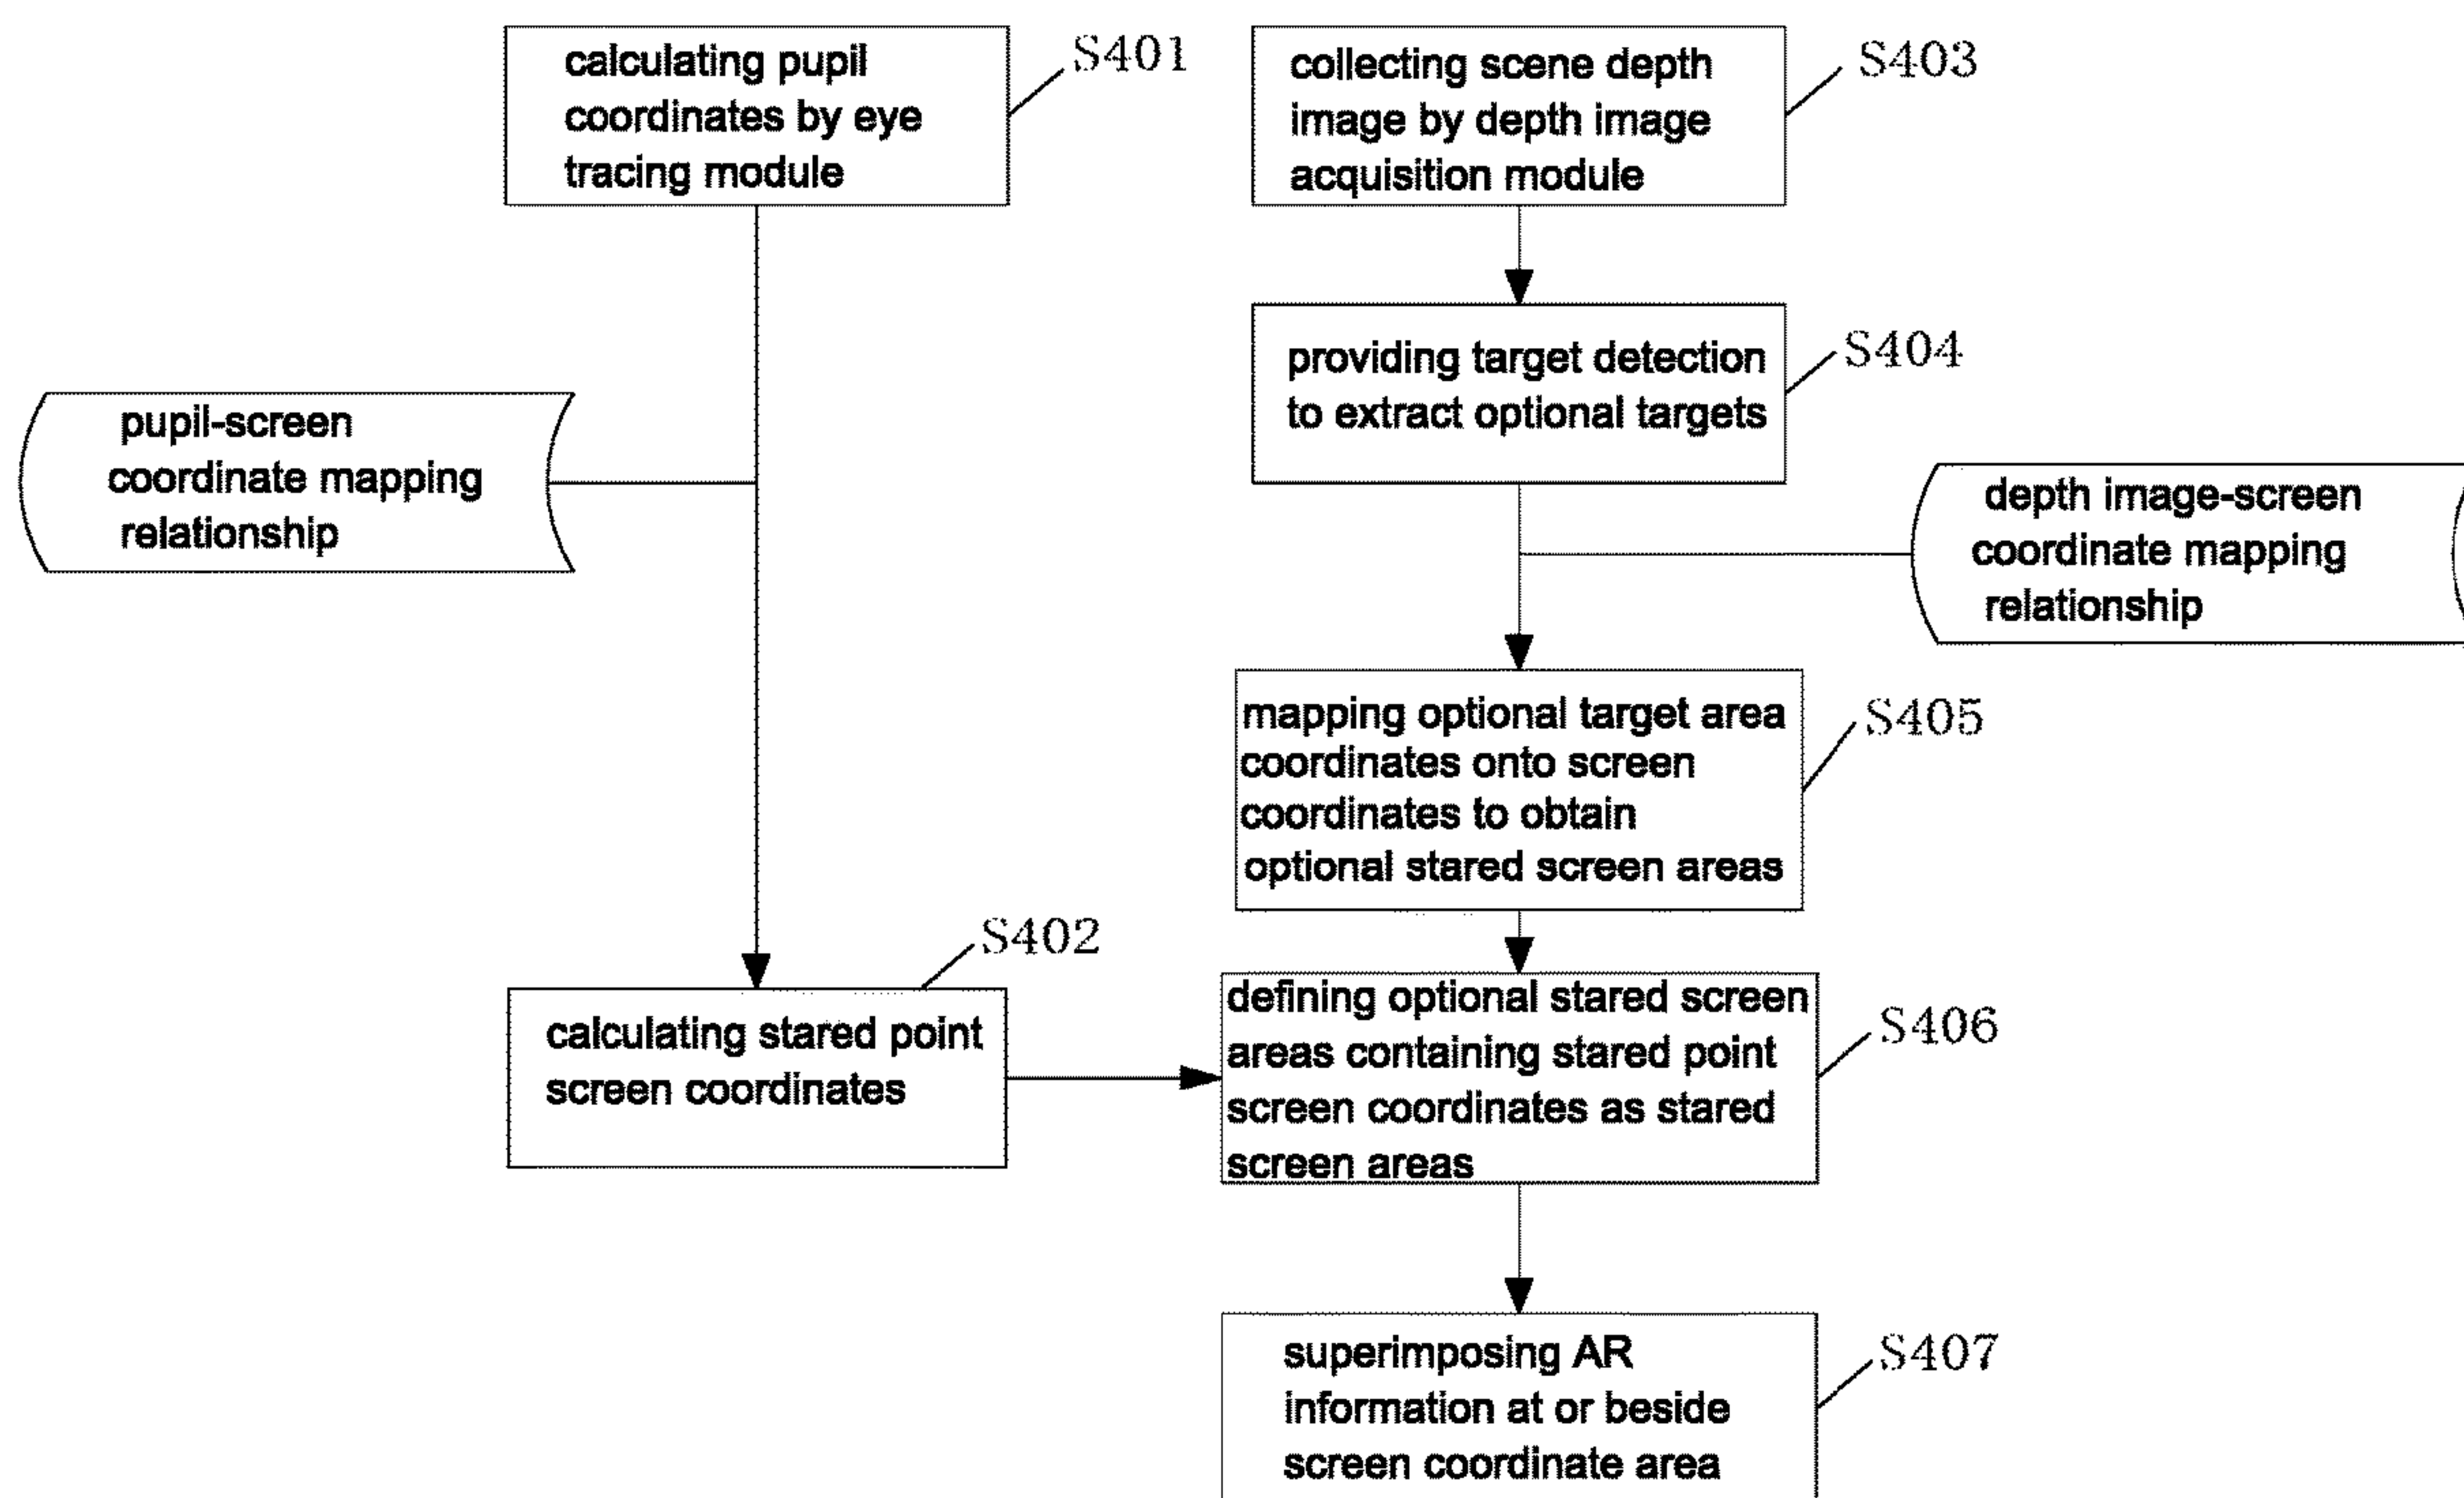 calculating pupil
coordinates by eye
tracing module
S401
collecting scene depth
image by depth image
acquisition module
S403
providing target detection
to extract optional targets
S404
pupil-screen
coordinate mapping
relationship
depth image-screen
coordinate mapping
relationship
mapping optional target area
coordinates onto screen
coordinates to obtain
optional stared screen areas
S405
S402
calculating stared point
screen coordinates
defining optional stared screen
areas containing stared point
screen coordinates as stared
screen areas
S406
superimposing AR
information at or beside
screen coordinate area
S407